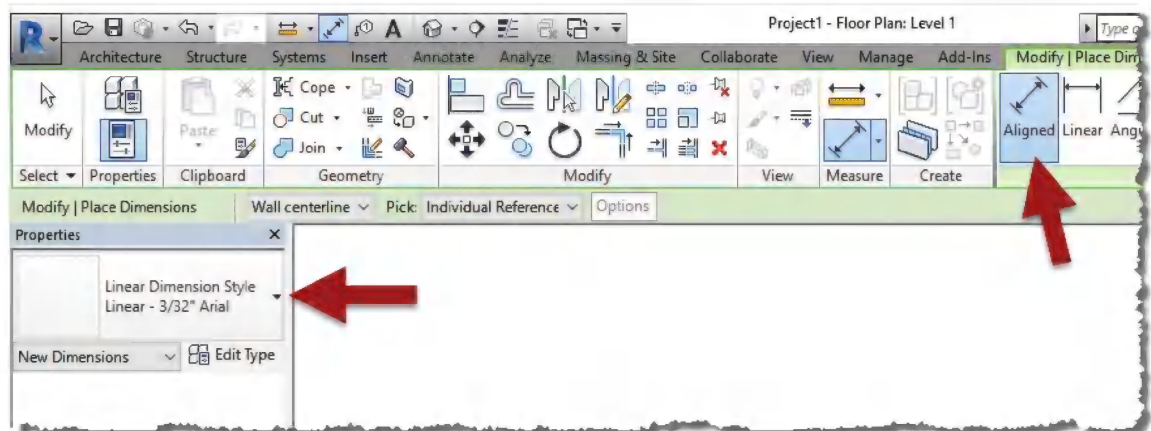 Project1 - Floor Plan: Level 1
Architecture Structure Systems Insert Annotate Analyze Massing & Site Collaborate View Manage Add-Ins Modify | Place
Modify Paste Cope Cut Join Aligned Linear
Select Properties Clipboard Geometry Modify View Measure Create
Modify | Place Dimensions Wall centerline Pick: Individual Reference Options
Properties
Linear Dimension Style
Linear - 3/32" Arial
New Dimensions Edit Type